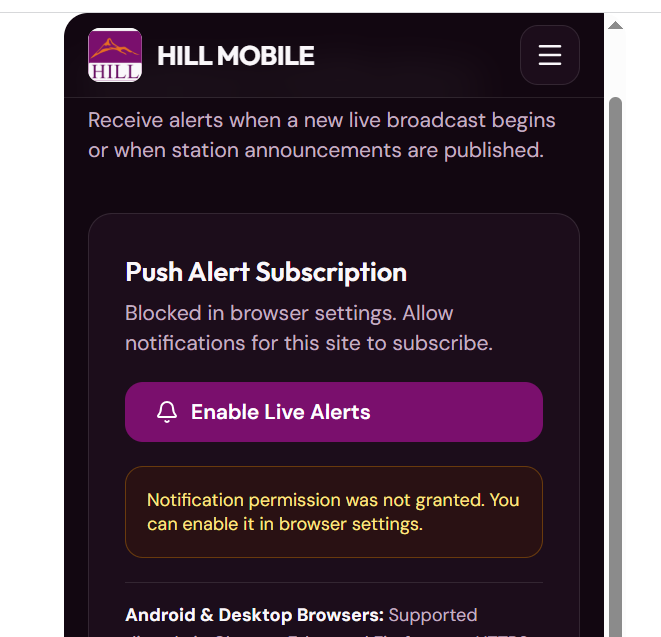 HILL
HILL MOBILE
Receive alerts when a new live broadcast begins
or when station announcements are published.
Push Alert Subscription
Blocked in browser settings. Allow
notifications for this site to subscribe.
Enable Live Alerts
Notification permission was not granted. You
can enable it in browser settings.
Android & Desktop Browsers: Supported